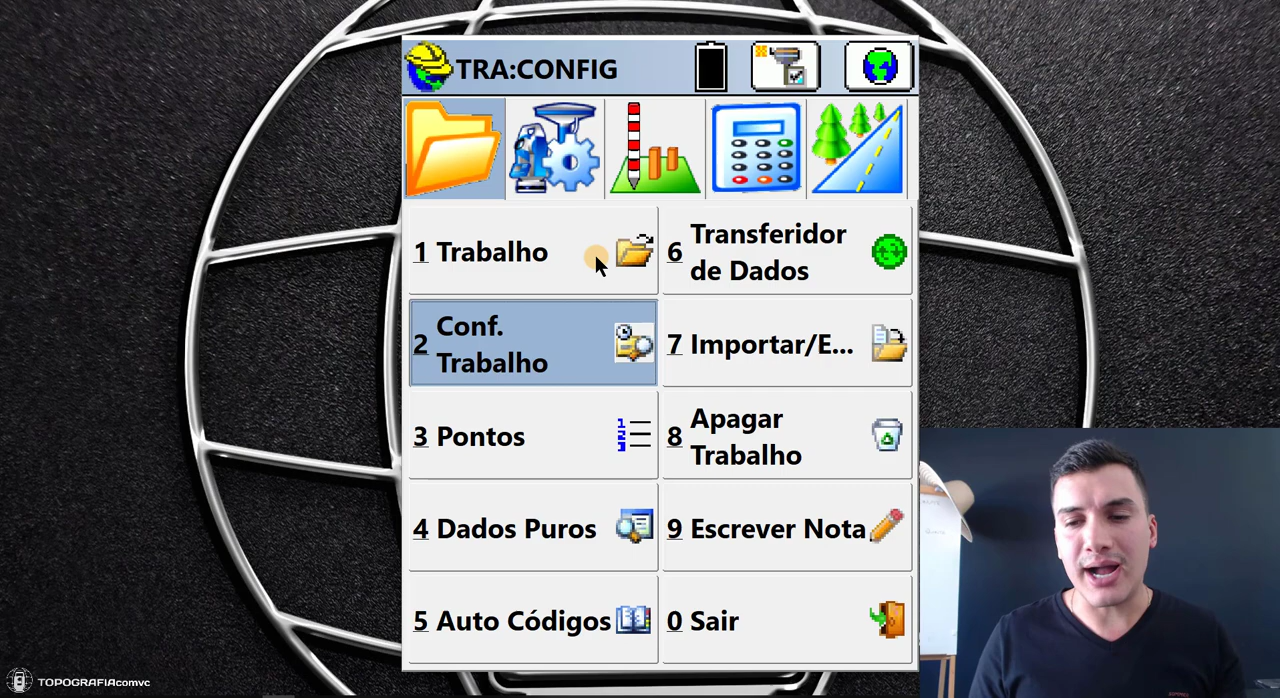 TRA:CONFIG
1 Trabalho
2 Conf.
Trabalho
3 Pontos
4 Dados Puros
5 Auto Códigos
6 Transferidor
de Dados
7 Importar/E...
8 Apagar
Trabalho
9 Escrever Nota
0 Sair
TOPOGRAFIAcomvc